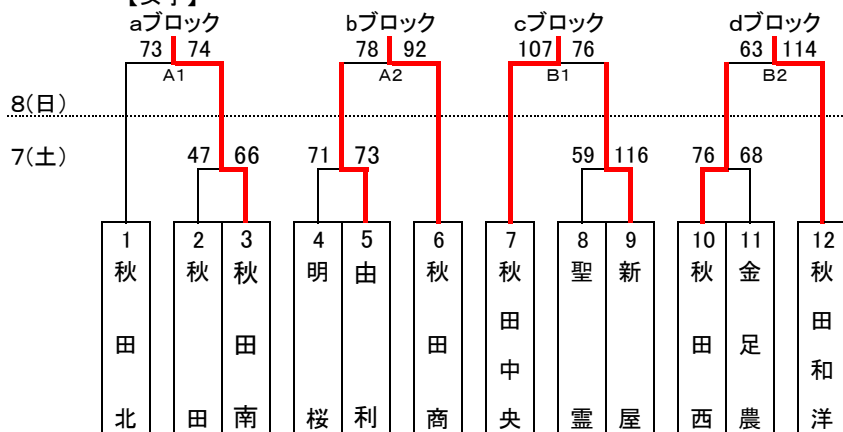 aブロック bブロック cブロック dブロック
73 74 78 92 107 76 63 114
A1 A2 B1 B2
8(日)
7(土) 47 66 71 73 59 116 76 68
1 2 3 4 5 6 7 8 9 10 11 12
秋田北
秋田
秋田南
明桜
由利
秋田商
秋田中央
聖霊
新屋
秋田西
金足農
秋田和洋